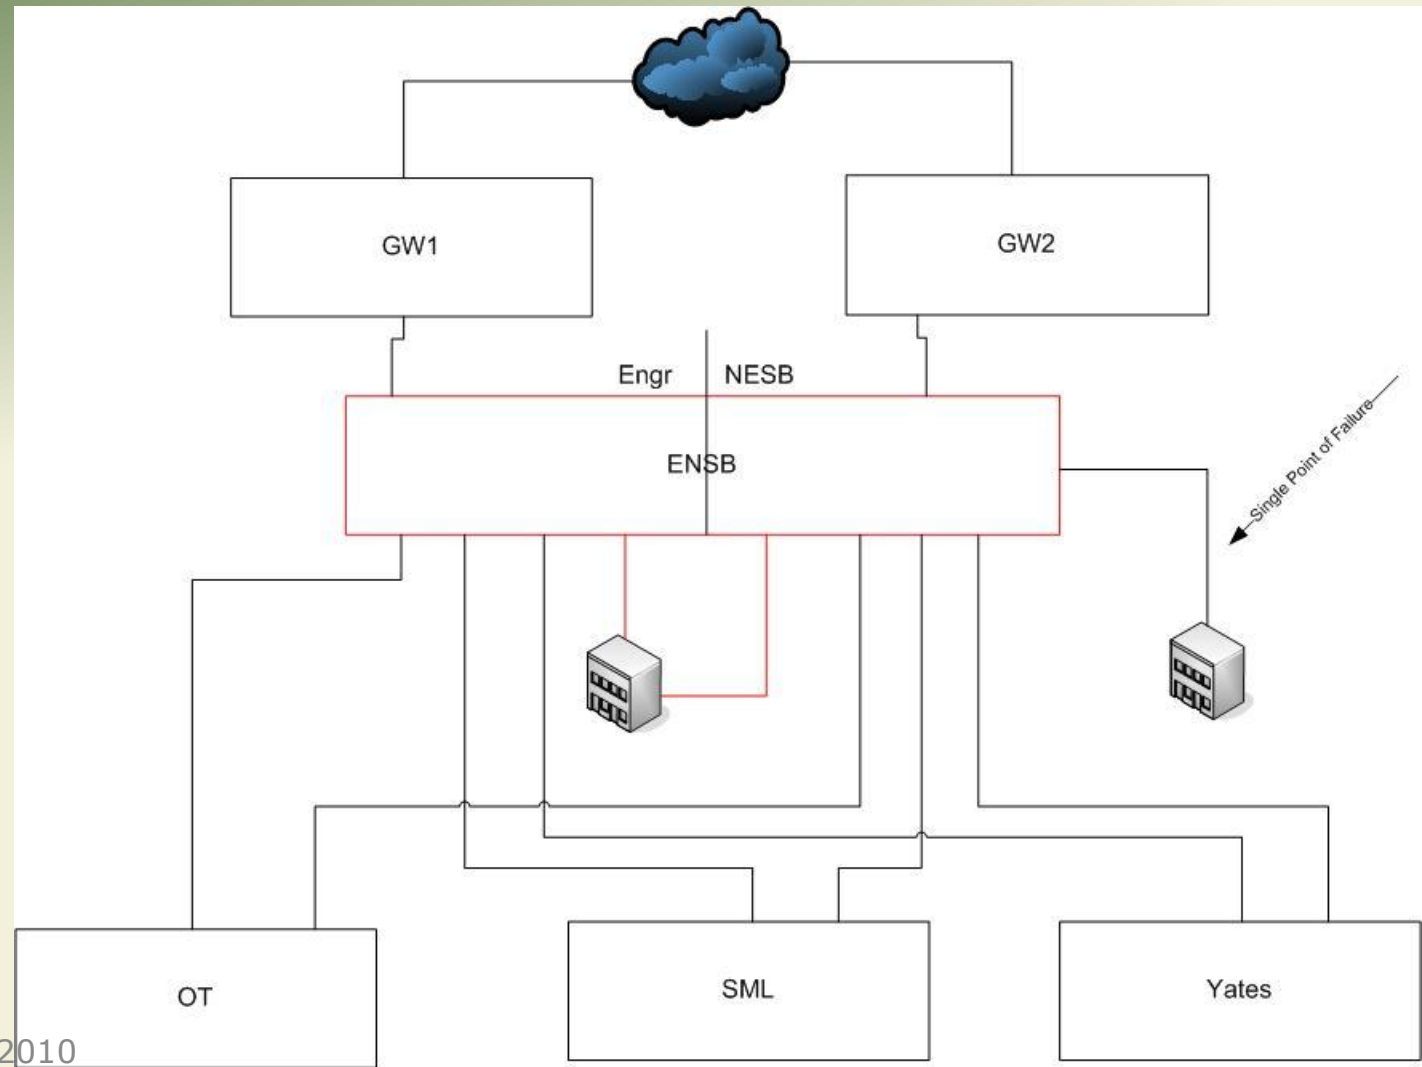 GW1
GW2
Engr
NESB
ENSB
Single Point of Failure
OT
SML
Yates
2010